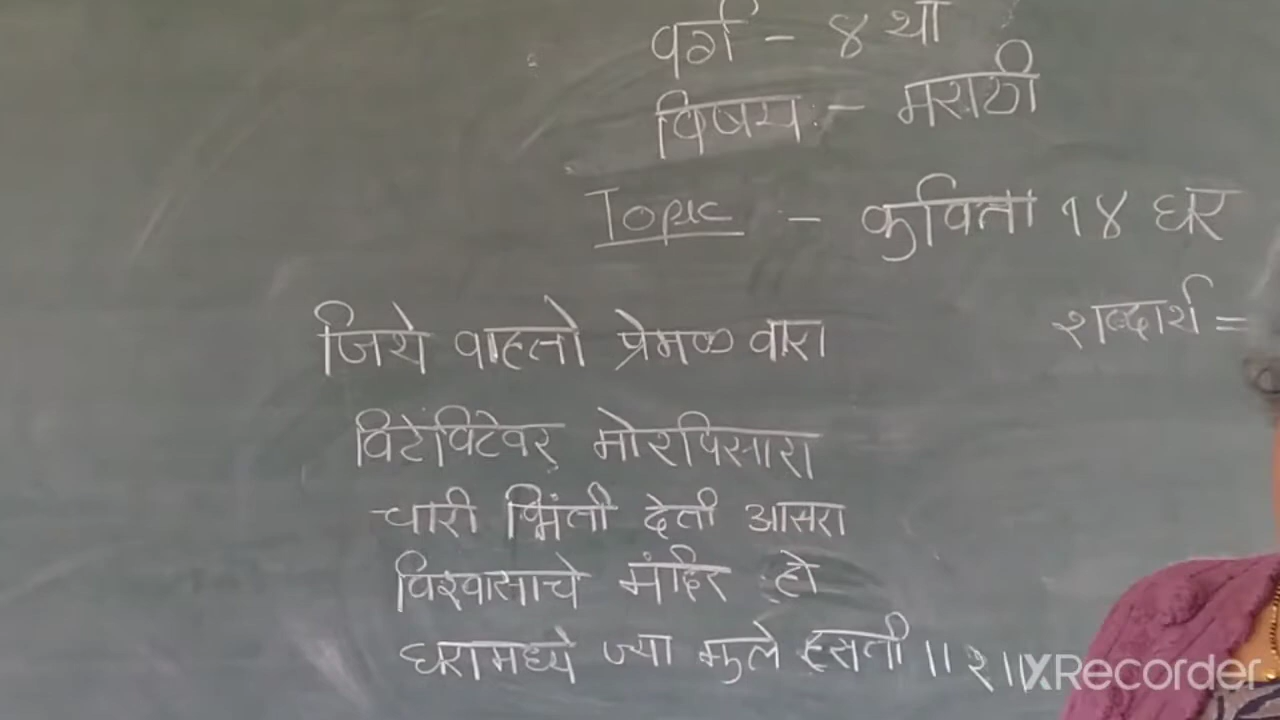 वर्ग - ४ था
विषय :- मराठी
Topic - कविता १४ घर
शब्दार्थ =
जिथे वाहतो प्रेमळ वारा
विटेविटेवर मोरपिसारा
चारी भिंती देती आसरा
विश्वासाचे मंदिर हो
घरामध्ये ज्या मुले हसती ॥२॥
XRecorder